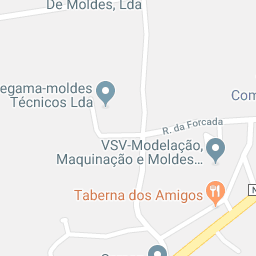 De Moldes, Lda
egama-moldes
Técnicos Lda
Com
R. da Forcada
VSV-Modelação,
Maquinação e Moldes...
Taberna dos Amigos
N